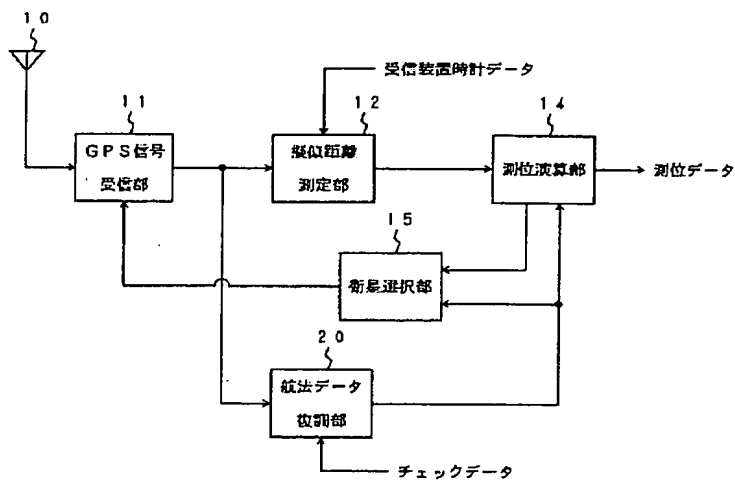 10
受信装置時計データ
11
12
14
GPS信号
受信部
擬似距離
測定部
測位演算部
測位データ
15
衛星選択部
20
航法データ
復調部
チェックデータ